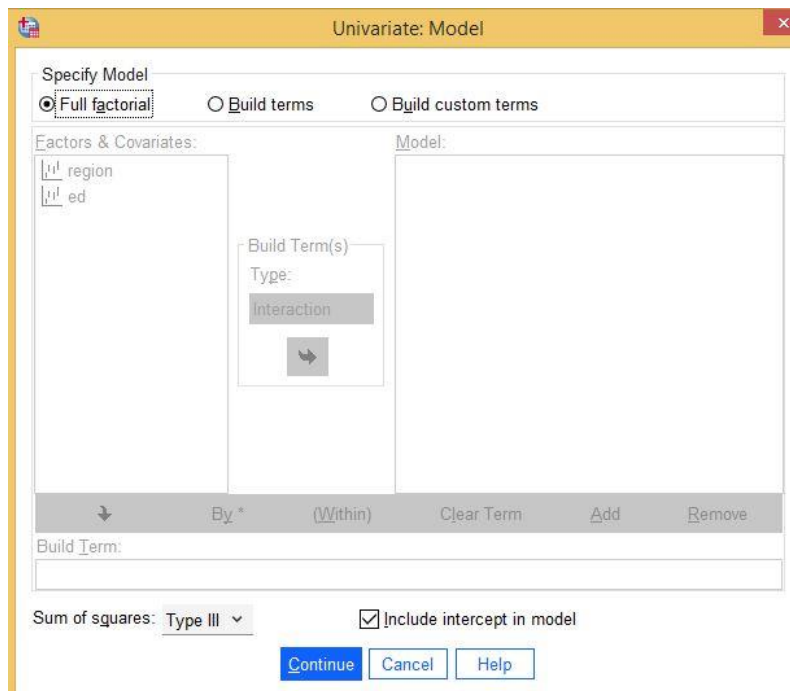 Univariate: Model
Specify Model
Full factorial
Build terms
Build custom terms
Factors & Covariates:
Model:
region
ed
Build Term(s)
Type:
Interaction
By *
(Within)
Clear Term
Add
Remove
Build Term:
Sum of squares:
Type III
Include intercept in model
Continue
Cancel
Help